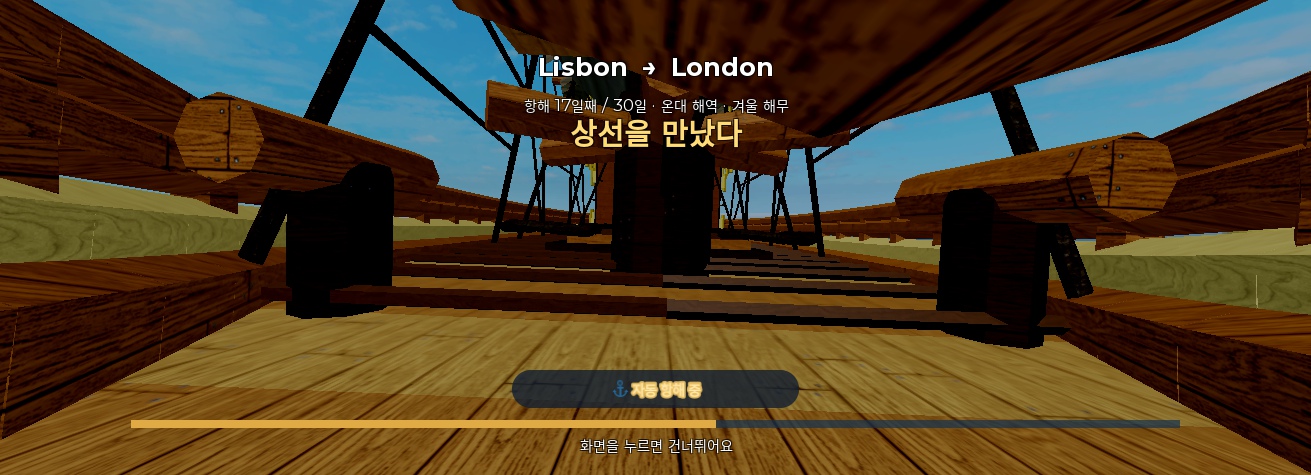 Lisbon → London
항해 17일째 / 30일 · 온대 해역 · 겨울 해무
상선을 만났다
⚓ 자동 항해 중
화면을 누르면 건너뛰어요